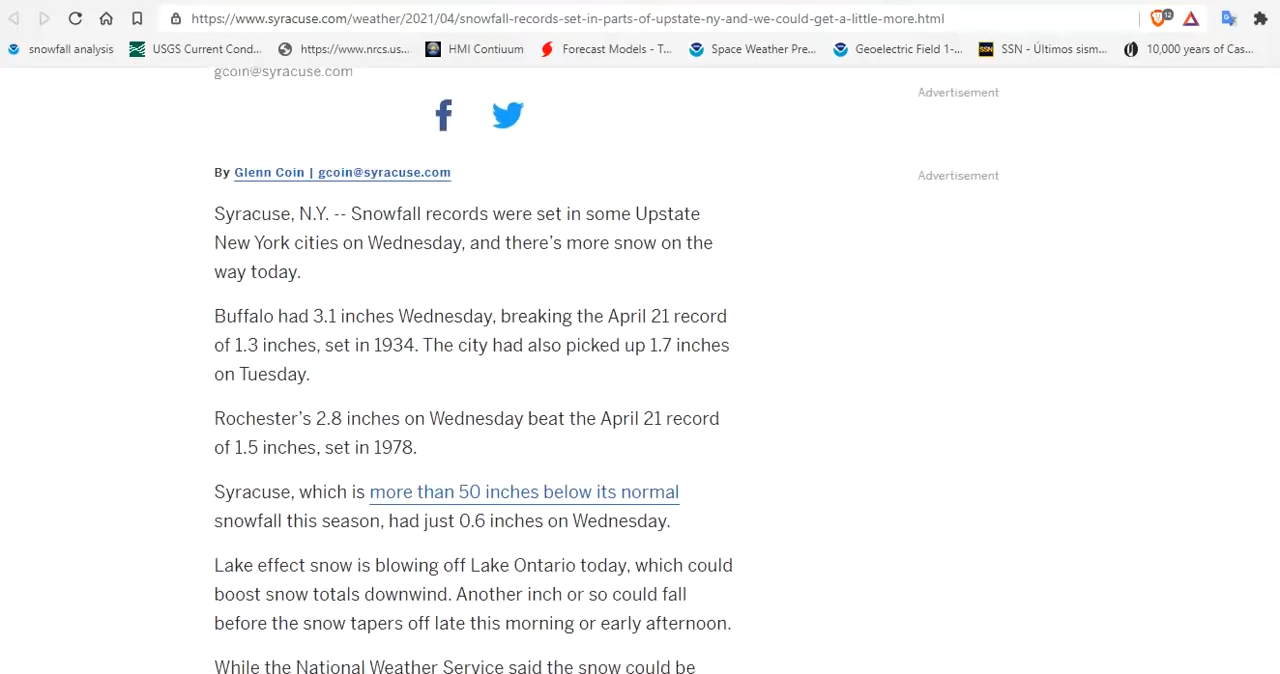 https://www.syracuse.com/weather/2021/04/snowfall-records-set-in-parts-of-upstate-ny-and-we-could-get-a-little-more.html
12
snowfall analysis
USGS Current Cond...
https://www.nrcs.us...
HMI Contiuum
Forecast Models - T...
Space Weather Pre...
Geoelectric Field 1-...
SSN
SSN - Últimos sism...
10,000 years of Cas...
gcoin@syracuse.com
Advertisement
By Glenn Coin | gcoin@syracuse.com
Advertisement
Syracuse, N.Y. -- Snowfall records were set in some Upstate
New York cities on Wednesday, and there’s more snow on the
way today.
Buffalo had 3.1 inches Wednesday, breaking the April 21 record
of 1.3 inches, set in 1934. The city had also picked up 1.7 inches
on Tuesday.
Rochester’s 2.8 inches on Wednesday beat the April 21 record
of 1.5 inches, set in 1978.
Syracuse, which is more than 50 inches below its normal
snowfall this season, had just 0.6 inches on Wednesday.
Lake effect snow is blowing off Lake Ontario today, which could
boost snow totals downwind. Another inch or so could fall
before the snow tapers off late this morning or early afternoon.
While the National Weather Service said the snow could be